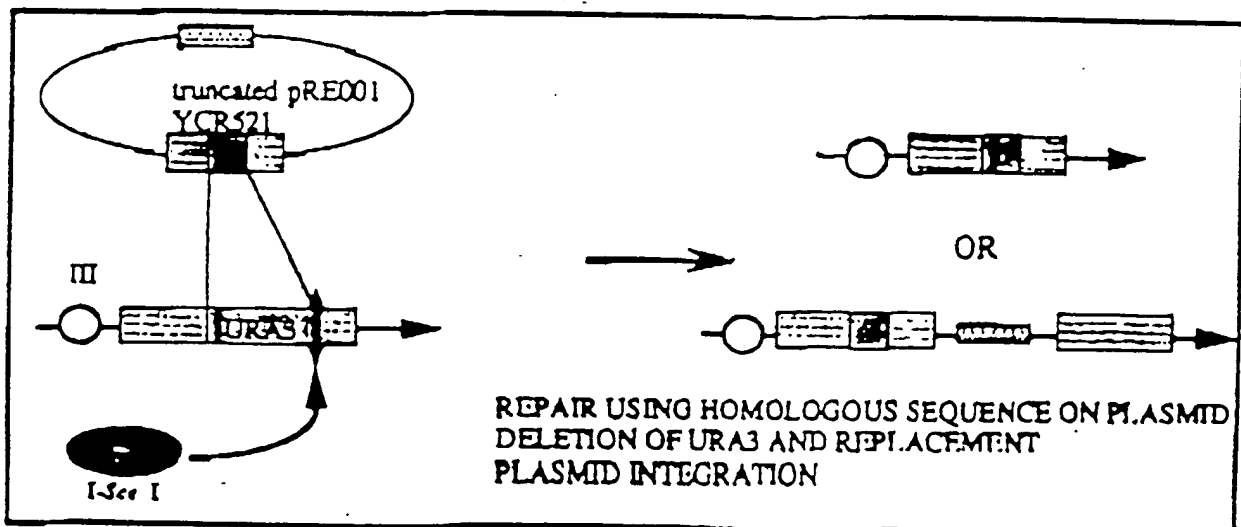 truncated pRE001
YCR521
III
URA3
I-Sce I
OR
REPAIR USING HOMOLOGOUS SEQUENCE ON PLASMID
DELETION OF URA3 AND REPLACEMENT
PLASMID INTEGRATION